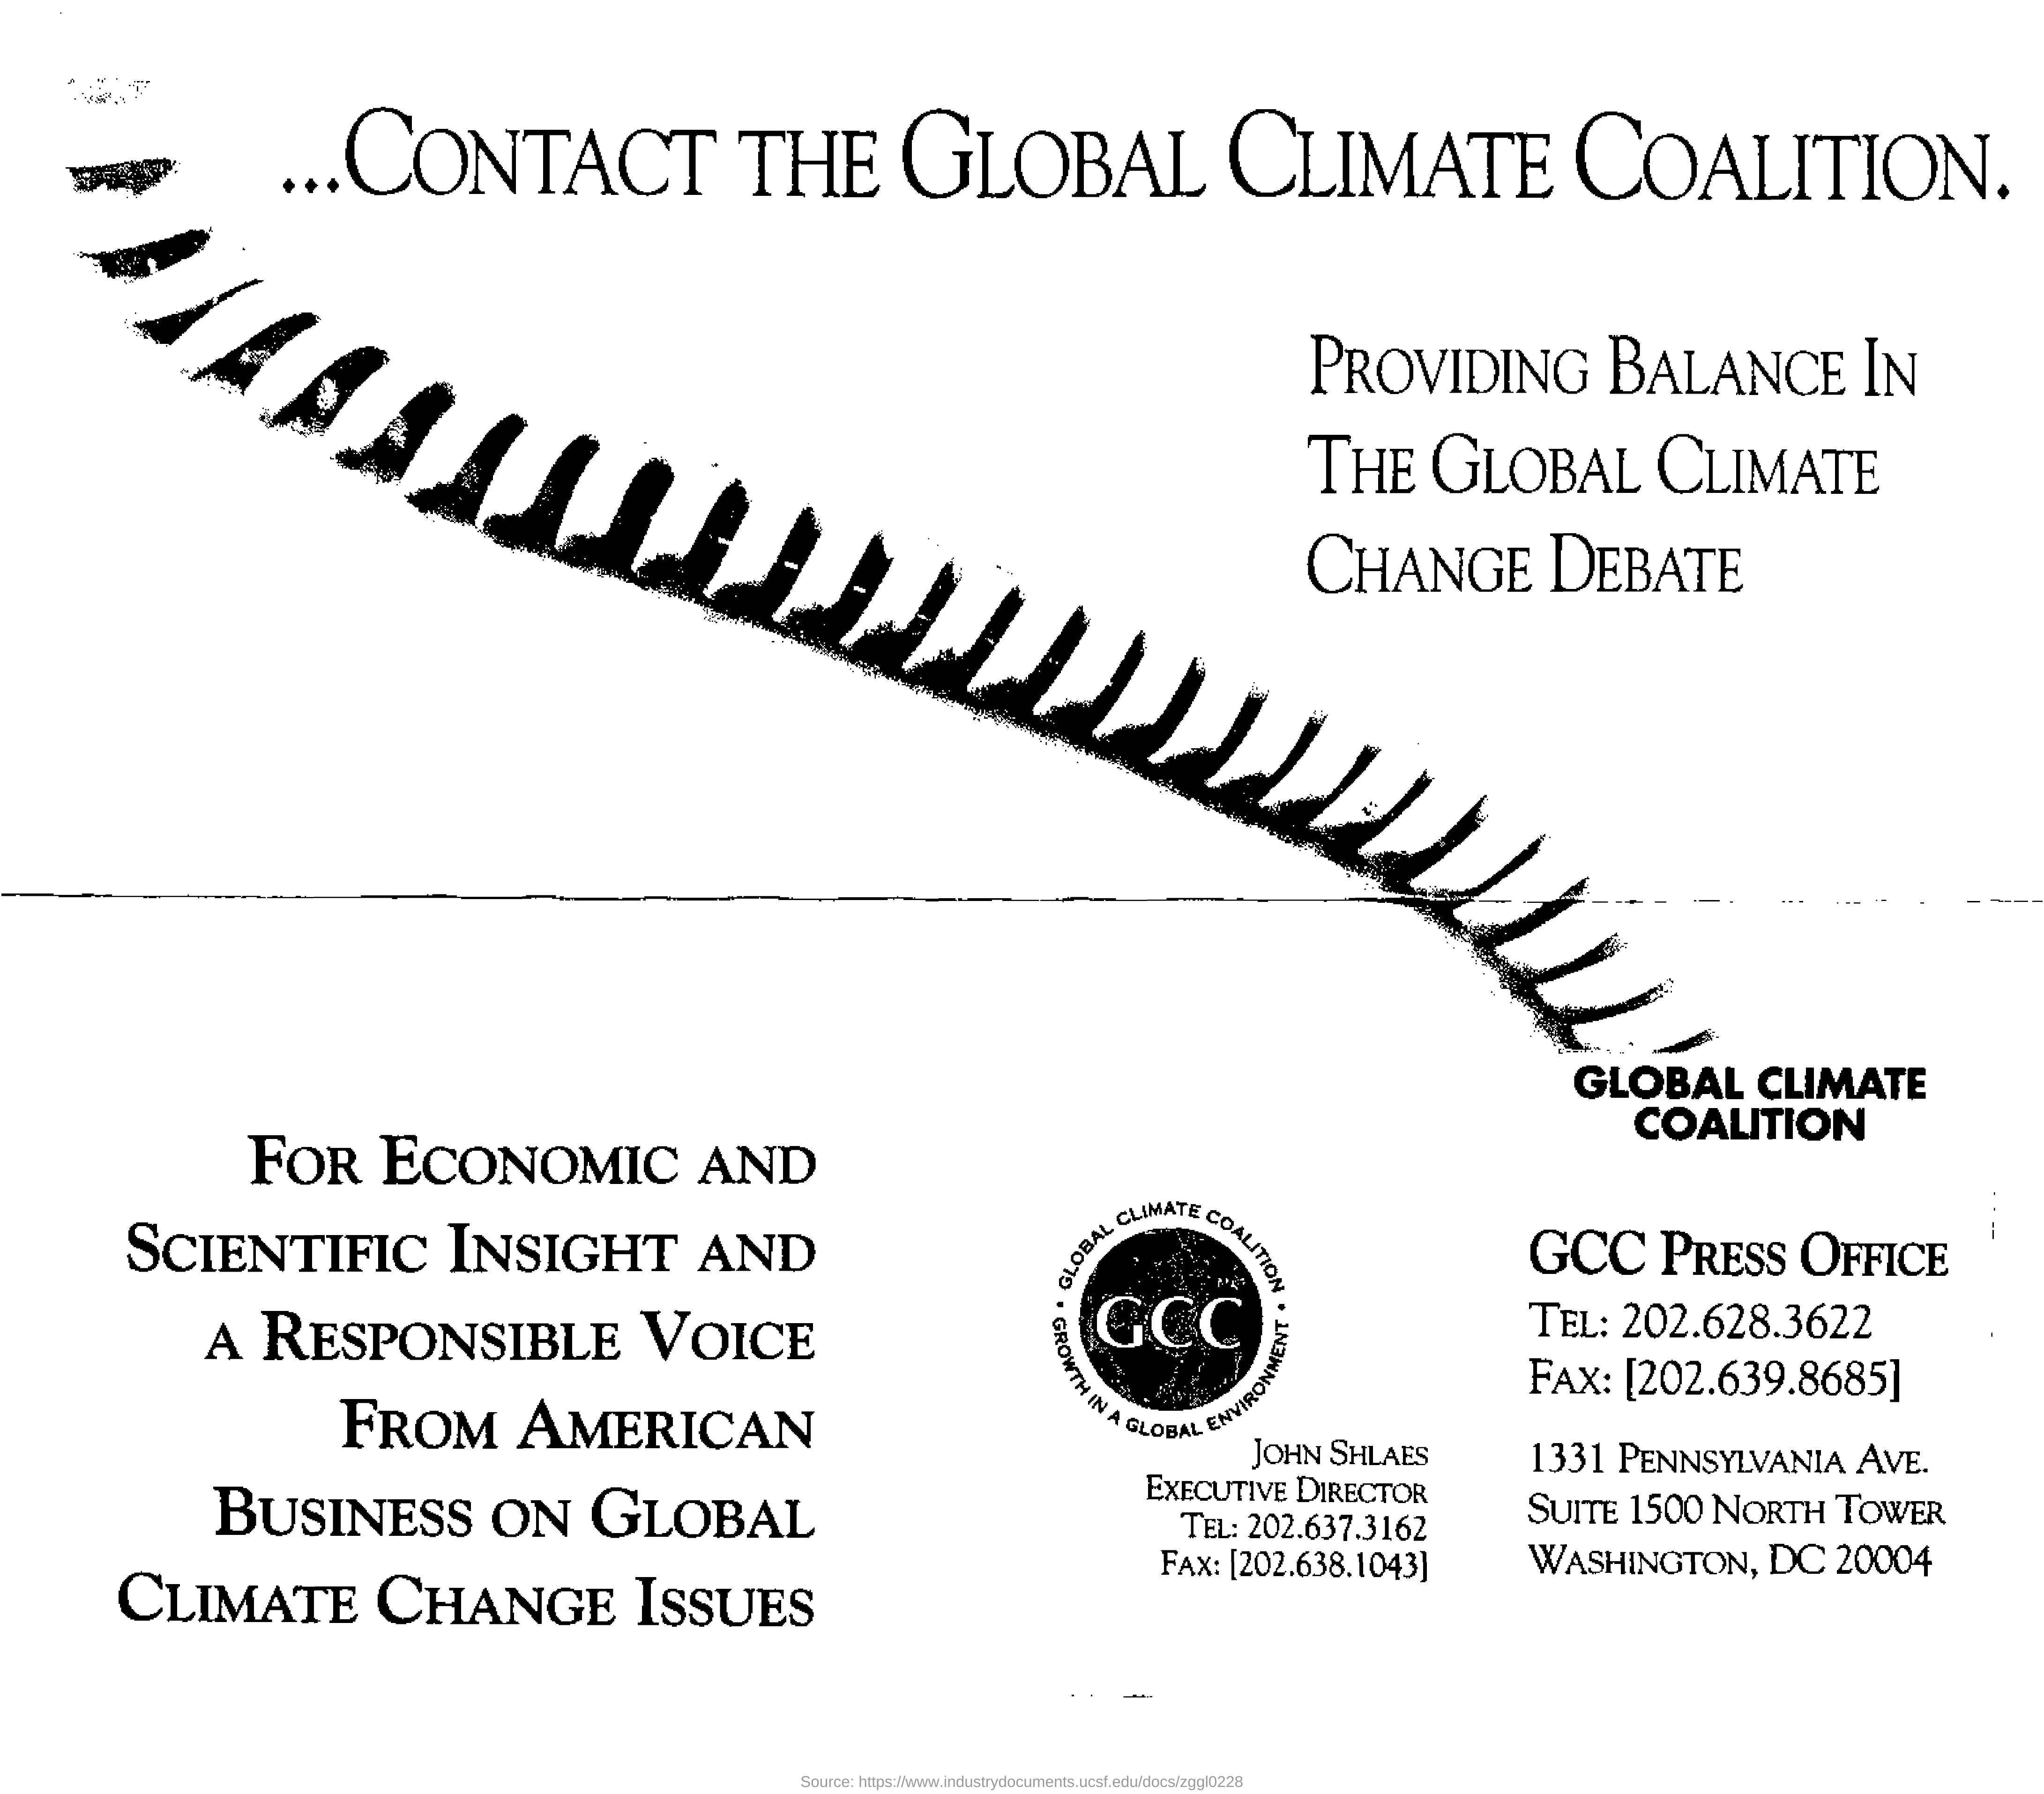 ...CONTACT THE GLOBAL CLIMATE COALITION.
PROVIDING BALANCE IN
THE GLOBAL CLIMATE
CHANGE DEBATE
GLOBAL CLIMATE
COALITION
FOR ECONOMIC AND
SCIENTIFIC INSIGHT AND
A RESPONSIBLE VOICE
FROM AMERICAN
BUSINESS ON GLOBAL
CLIMATE CHANGE ISSUES
• GLOBAL CLIMATE COALITION •
GCC
GROWTH IN A GLOBAL ENVIRONMENT
JOHN SHLAES
EXECUTIVE DIRECTOR
TEL: 202.637.3162
FAX: [202.638.1043]
GCC PRESS OFFICE
TEL: 202.628.3622
FAX: [202.639.8685]
1331 PENNSYLVANIA AVE.
SUITE 1500 NORTH TOWER
WASHINGTON, DC 20004
Source: https://www.industrydocuments.ucsf.edu/docs/zggl0228